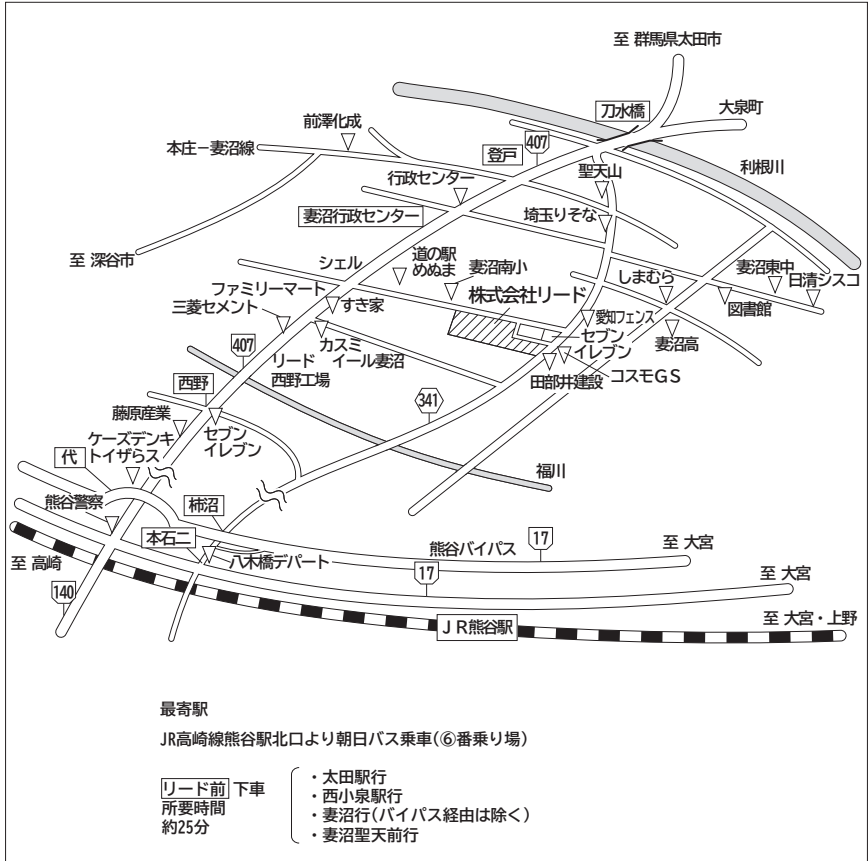 至 群馬県太田市
刀水橋
大泉町
前澤化成
407
本庄－妻沼線
登戸
聖天山
利根川
行政センター
妻沼行政センター
埼玉りそな
至 深谷市
シェル
道の駅
めぬま
妻沼南小
しまむら
妻沼東中
日清シスコ
ファミリーマート
すき家
株式会社リード
図書館
三菱セメント
愛知フェンス
セブン
イレブン
妻沼高
カスミ
イール妻沼
407
リード
西野工場
田部井建設
コスモＧＳ
西野
341
藤原産業
セブン
イレブン
ケーズデンキ
トイザらス
代
福川
熊谷警察
柿沼
本石二
熊谷バイパス
17
至 大宮
至 高崎
八木橋デパート
17
至 大宮
140
ＪＲ熊谷駅
至 大宮・上野
最寄駅
JR高崎線熊谷駅北口より朝日バス乗車(⑥番乗り場)
リード前 下車
所要時間
約25分
・太田駅行
・西小泉駅行
・妻沼行(バイパス経由は除く)
・妻沼聖天前行